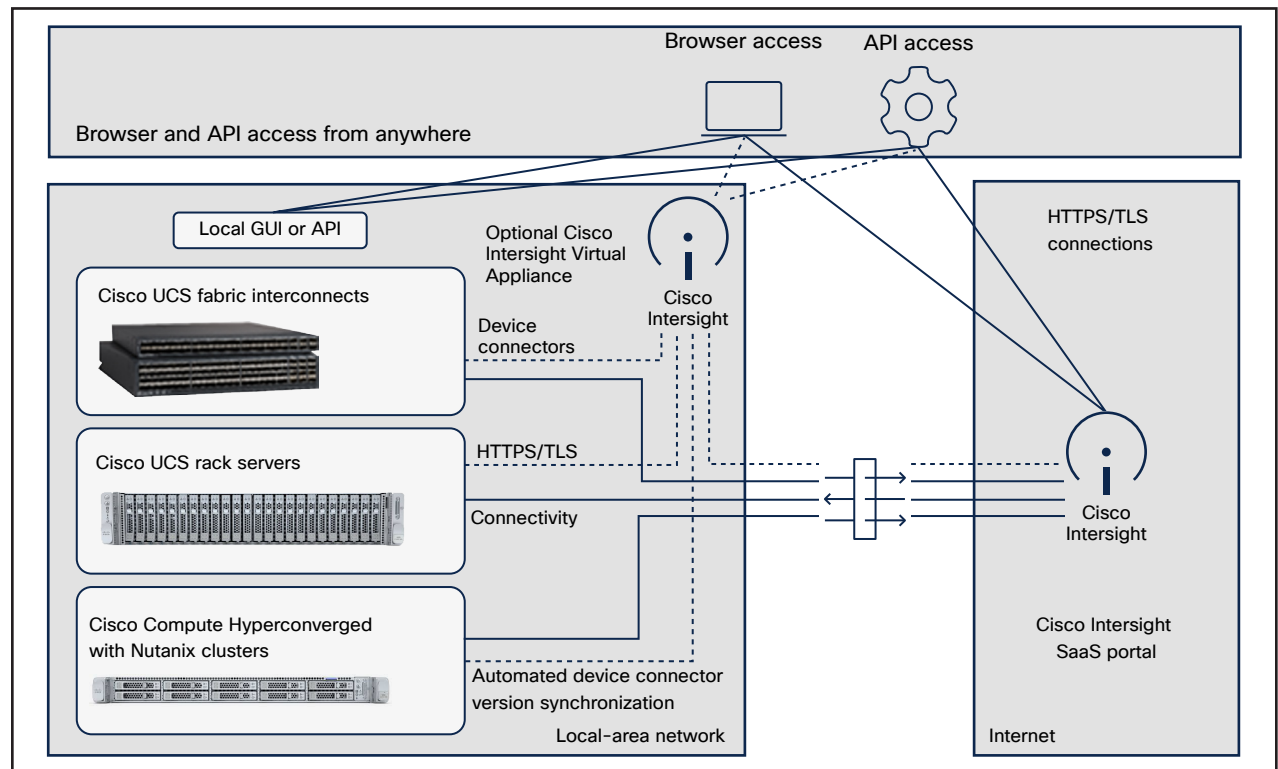 Browser access
API access
Browser and API access from anywhere
Local GUI or API
Optional Cisco
Intersight Virtual
Appliance
Cisco
Intersight
Cisco UCS fabric interconnects
Device
connectors
Cisco UCS rack servers
HTTPS/TLS
Connectivity
Cisco Compute Hyperconverged
with Nutanix clusters
Automated device connector
version synchronization
Local-area network
HTTPS/TLS
connections
Cisco
Intersight
Cisco Intersight
SaaS portal
Internet